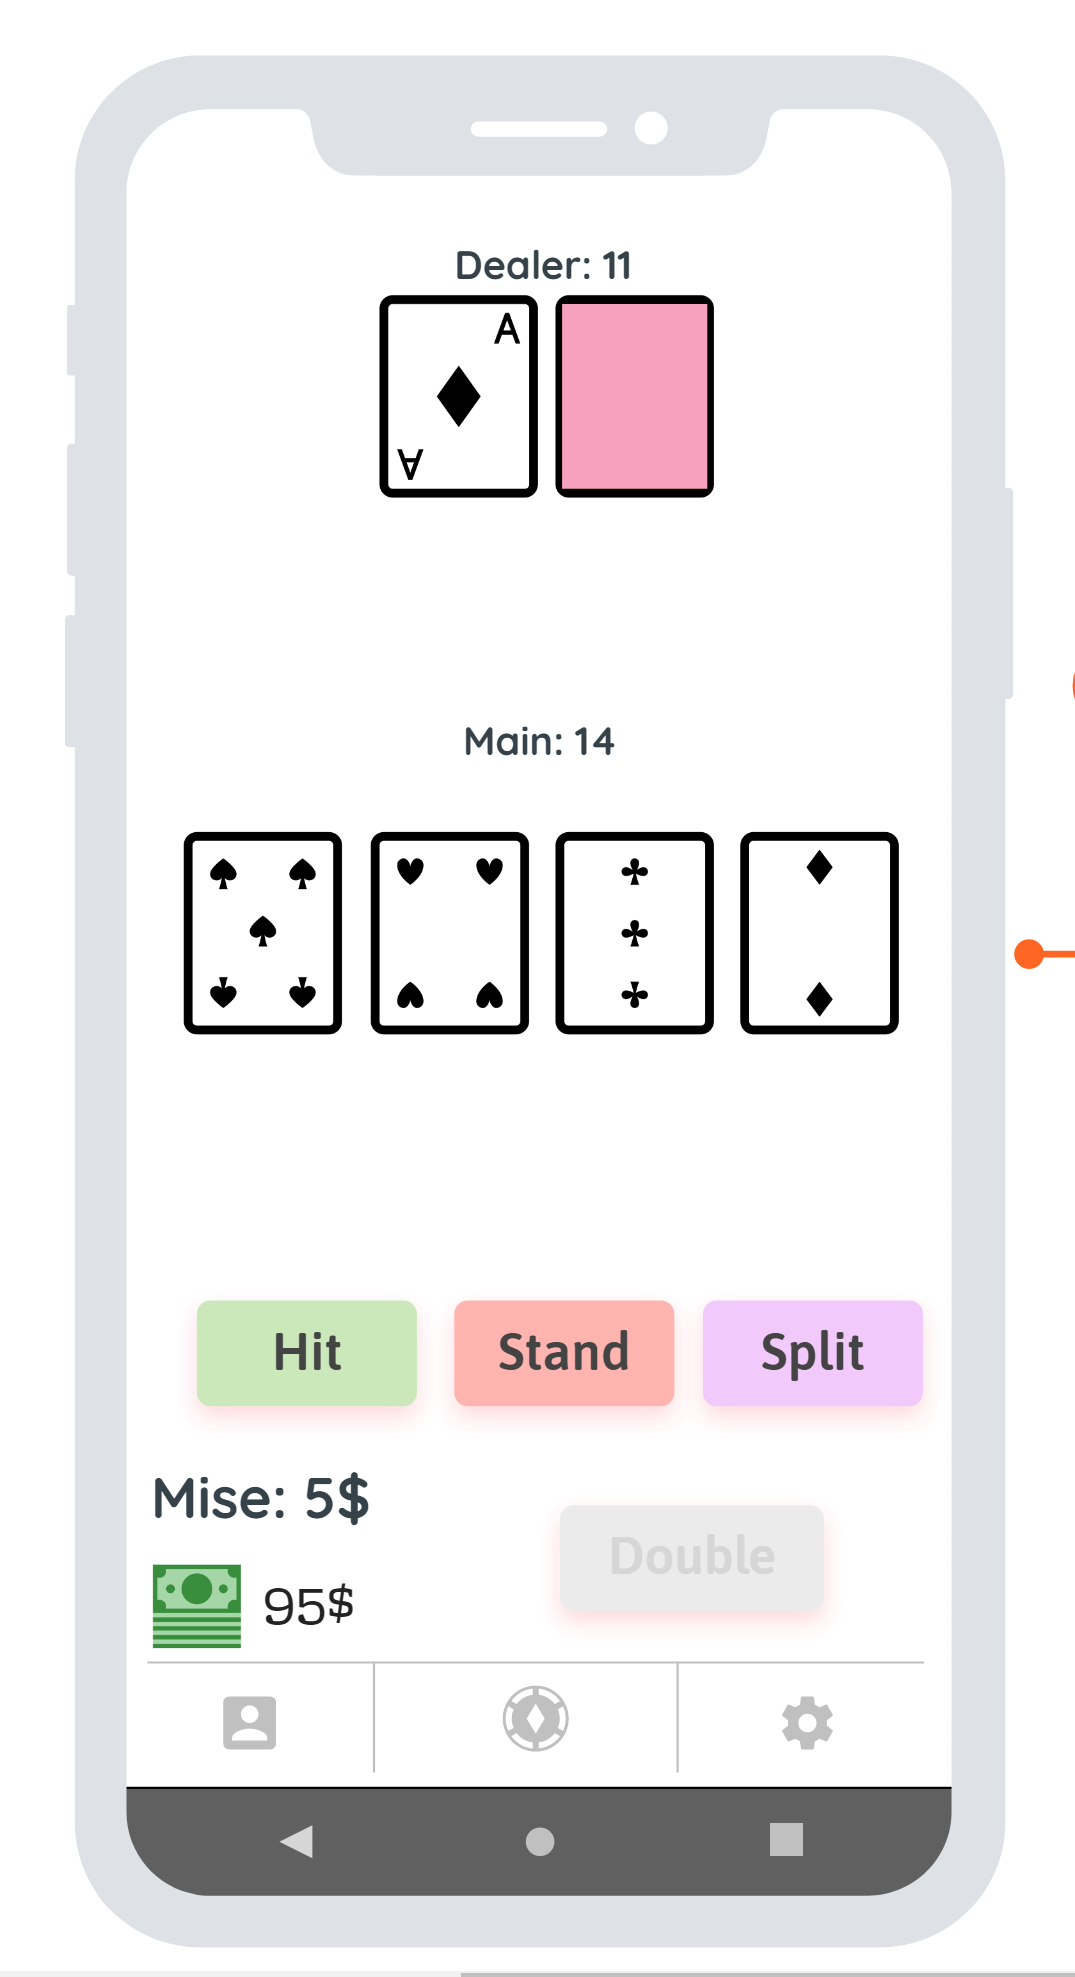 Dealer: 11
A
A
Main: 14
Hit
Stand
Split
Mise: 5$
Double
95$